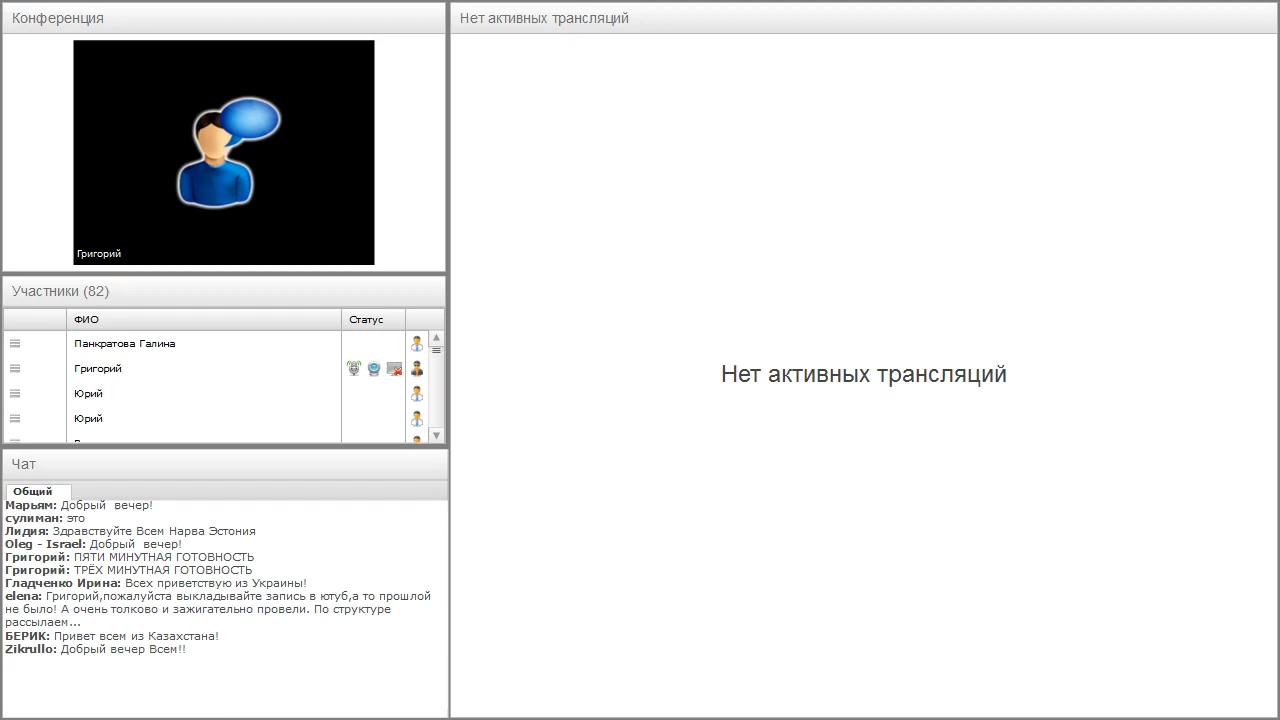 Конференция
Григорий
Участники (82)
ФИО Статус
Панкратова Галина
Григорий
Юрий
Юрий
Чат
Общий
Марьям: Добрый вечер!
сулиман: это
Лидия: Здравствуйте Всем Нарва Эстония
Oleg - Israel: Добрый вечер!
Григорий: ПЯТИ МИНУТНАЯ ГОТОВНОСТЬ
Григорий: ТРЁХ МИНУТНАЯ ГОТОВНОСТЬ
Гладченко Ирина: Всех приветствую из Украины!
elena: Григорий,пожалуйста выкладывайте запись в ютуб,а то прошлой
не было! А очень толково и зажигательно провели. По структуре
рассылаем...
БЕРИК: Привет всем из Казахстана!
Zikrullo: Добрый вечер Всем!!
Нет активных трансляций
Нет активных трансляций